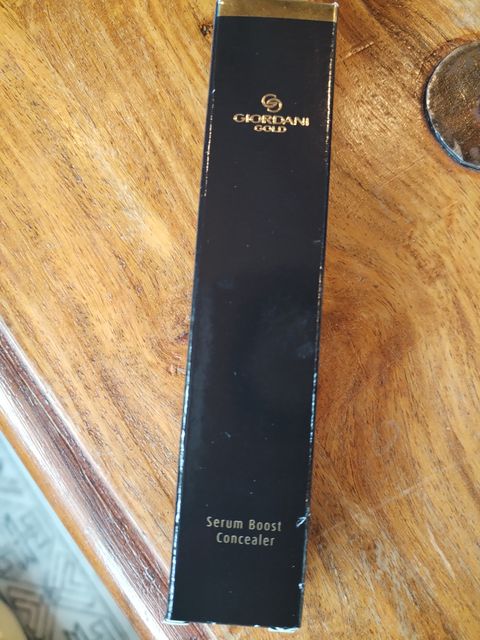 GIORDANI
GOLD
Serum Boost
Concealer